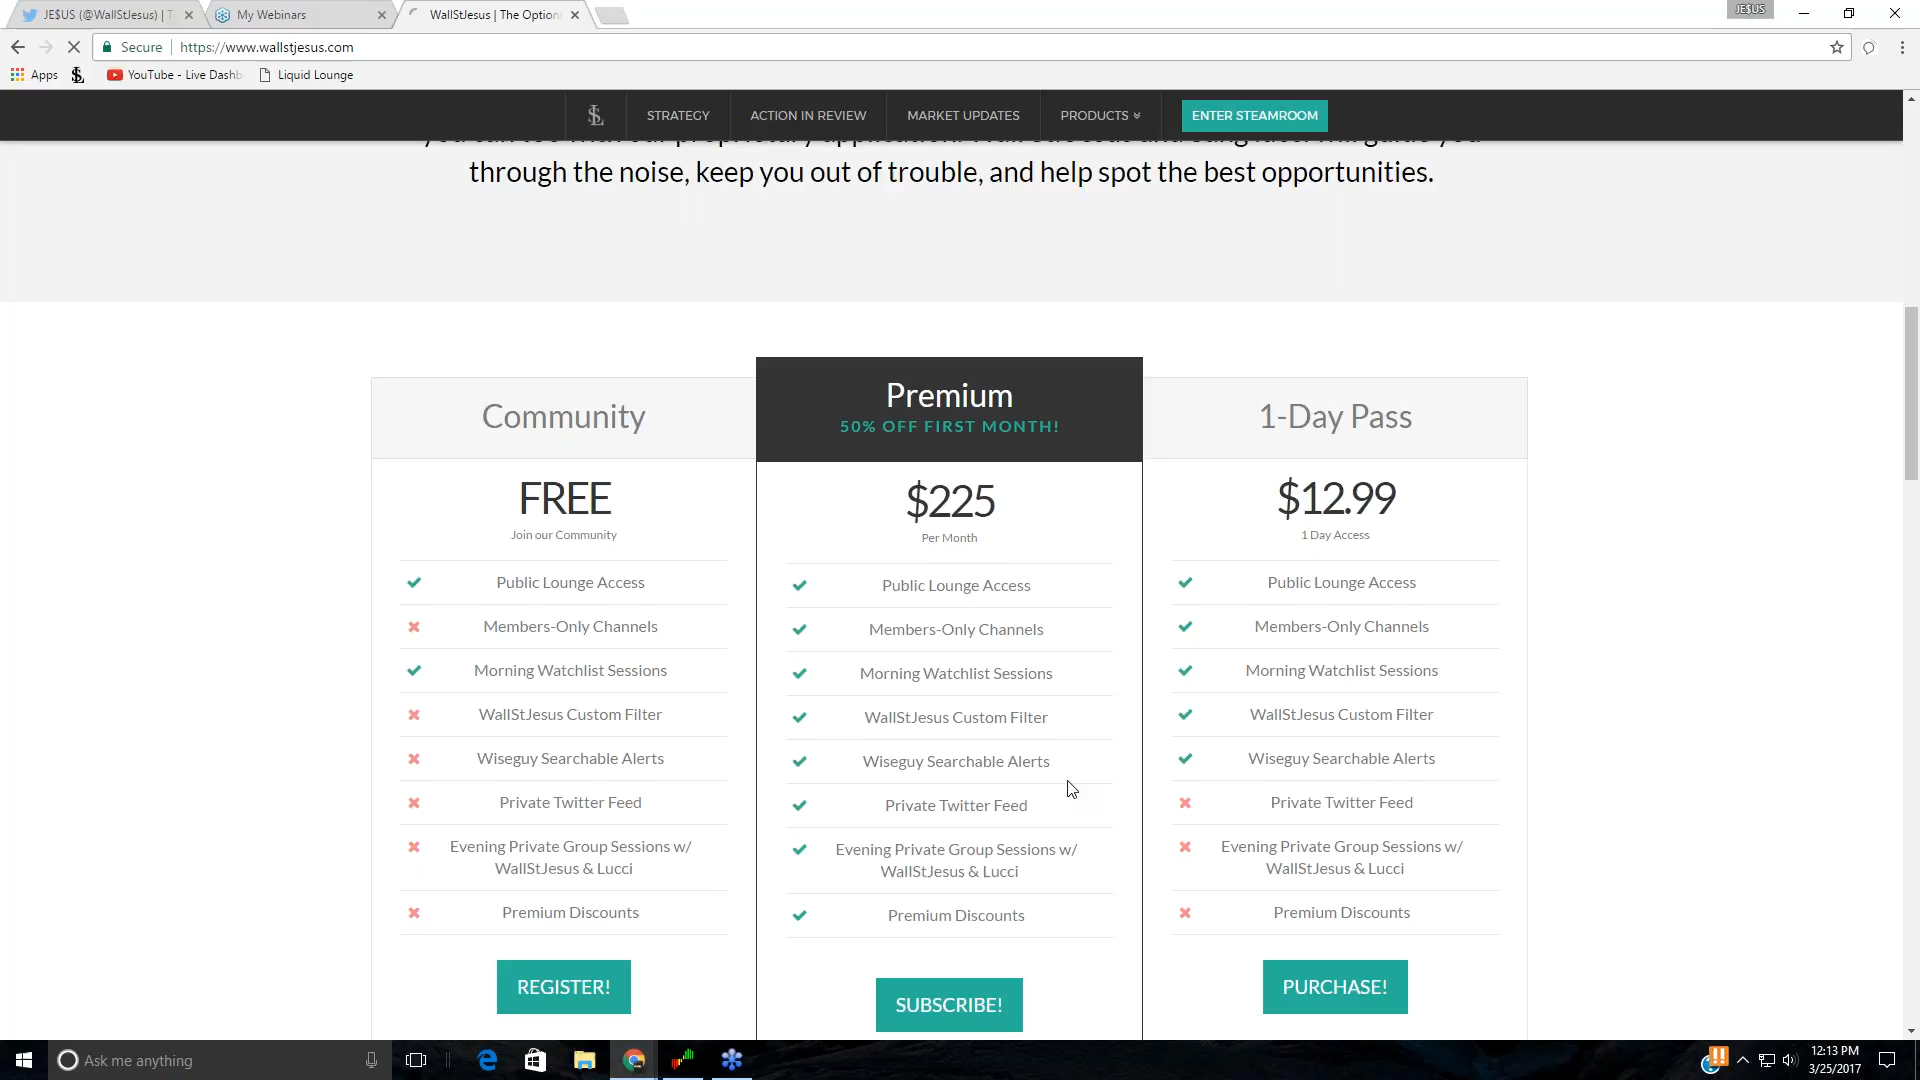 JE$US (@WallStJesus) | T
My Webinars
WallStJesus | The Option
JE$US
Secure
https://www.wallstjesus.com
Apps
YouTube - Live Dashb
Liquid Lounge
STRATEGY
ACTION IN REVIEW
MARKET UPDATES
PRODUCTS
ENTER STEAMROOM
through the noise, keep you out of trouble, and help spot the best opportunities.
Community
FREE
Join our Community
Public Lounge Access
Members-Only Channels
Morning Watchlist Sessions
WallStJesus Custom Filter
Wiseguy Searchable Alerts
Private Twitter Feed
Evening Private Group Sessions w/
WallStJesus & Lucci
Premium Discounts
REGISTER!
Premium
50% OFF FIRST MONTH!
$225
Per Month
Public Lounge Access
Members-Only Channels
Morning Watchlist Sessions
WallStJesus Custom Filter
Wiseguy Searchable Alerts
Private Twitter Feed
Evening Private Group Sessions w/
WallStJesus & Lucci
Premium Discounts
SUBSCRIBE!
1-Day Pass
$12.99
1 Day Access
Public Lounge Access
Members-Only Channels
Morning Watchlist Sessions
WallStJesus Custom Filter
Wiseguy Searchable Alerts
Private Twitter Feed
Evening Private Group Sessions w/
WallStJesus & Lucci
Premium Discounts
PURCHASE!
Ask me anything
12:13 PM
3/25/2017